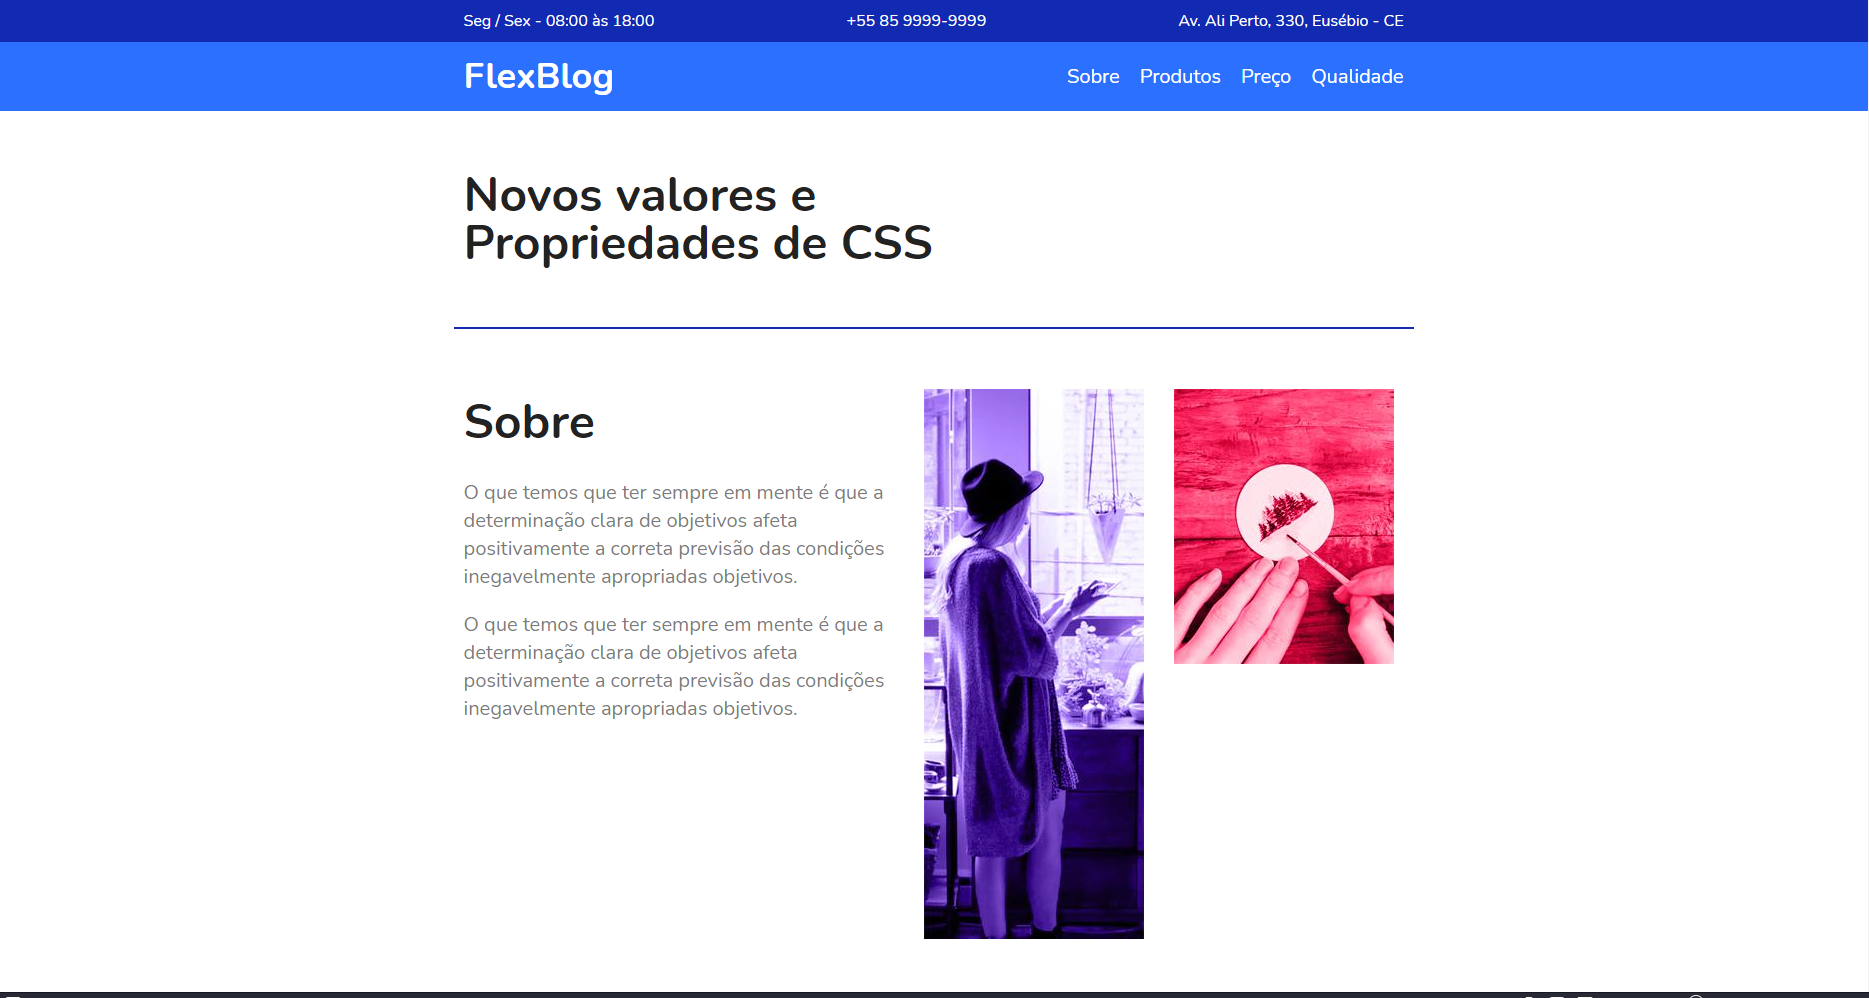 Seg / Sex - 08:00 às 18:00
+55 85 9999-9999
Av. Ali Perto, 330, Eusébio - CE
FlexBlog
Sobre
Produtos
Preço
Qualidade
Novos valores e
Propriedades de CSS
Sobre
O que temos que ter sempre em mente é que a
determinação clara de objetivos afeta
positivamente a correta previsão das condições
inegavelmente apropriadas objetivos.
O que temos que ter sempre em mente é que a
determinação clara de objetivos afeta
positivamente a correta previsão das condições
inegavelmente apropriadas objetivos.